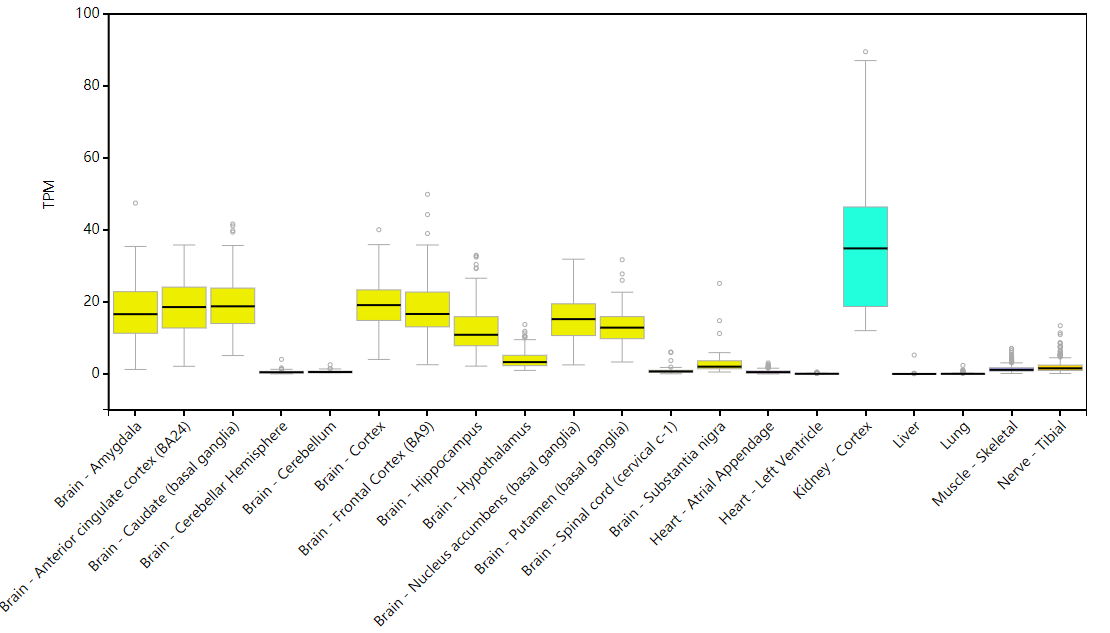 100
80
60
40
20
0
TPM
Brain - Amygdala
Brain - Anterior cingulate cortex (BA24)
Brain - Caudate (basal ganglia)
Brain - Cerebellar Hemisphere
Brain - Cerebellum
Brain - Cortex
Brain - Frontal Cortex (BA9)
Brain - Hippocampus
Brain - Hypothalamus
Brain - Nucleus accumbens (basal ganglia)
Brain - Putamen (basal ganglia)
Brain - Spinal cord (cervical c-1)
Brain - Substantia nigra
Heart - Atrial Appendage
Heart - Left Ventricle
Kidney - Cortex
Liver
Lung
Muscle - Skeletal
Nerve - Tibial